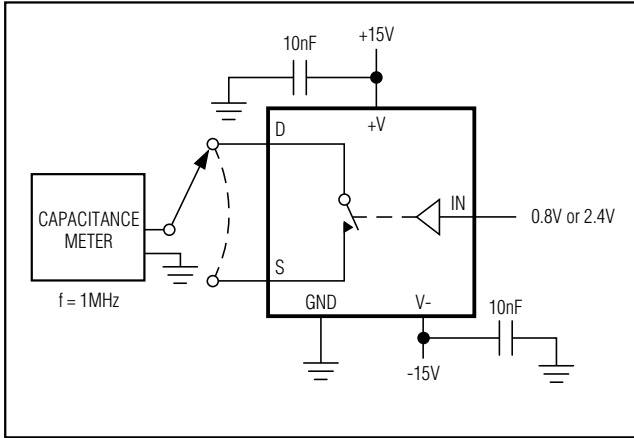 +15V
10nF
+V
D
IN
0.8V or 2.4V
CAPACITANCE
METER
S
f = 1MHz
GND
V-
10nF
-15V